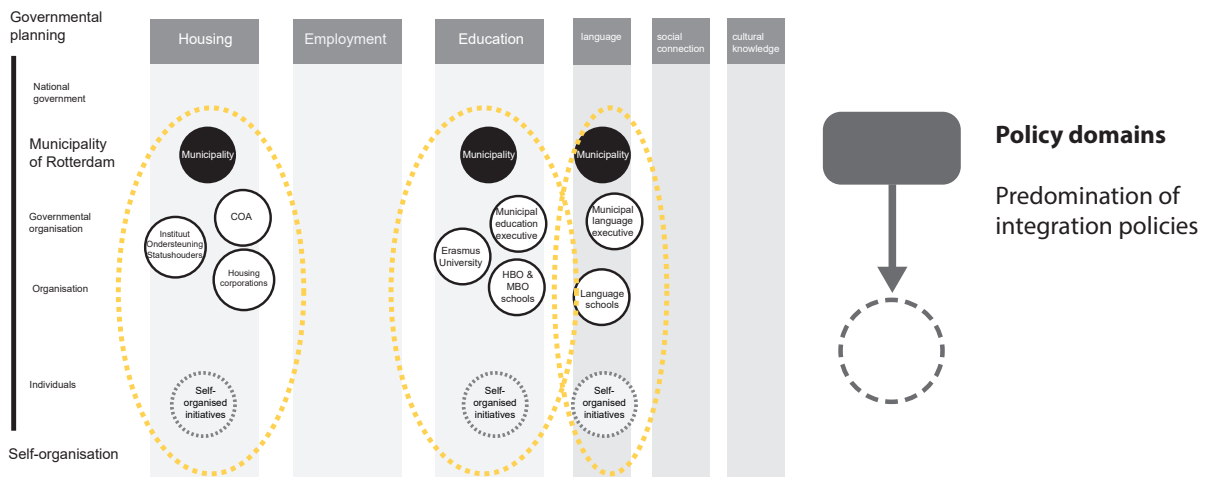 Governmental
planning
Housing
Employment
Education
language
social
connection
cultural
knowledge
National
government
Municipality
of Rotterdam
Municipality
Municipality
Municipality
Governmental
organisation
COA
Instituut
Ondersteuning
Statushouders
Housing
corporations
Municipal
education
executive
Erasmus
University
HBO &
MBO
schools
Municipal
language
executive
Language
schools
Organisation
Individuals
Self-
organised
initiatives
Self-
organised
initiatives
Self-
organised
initiatives
Self-organisation
Policy domains
Predomination of
integration policies